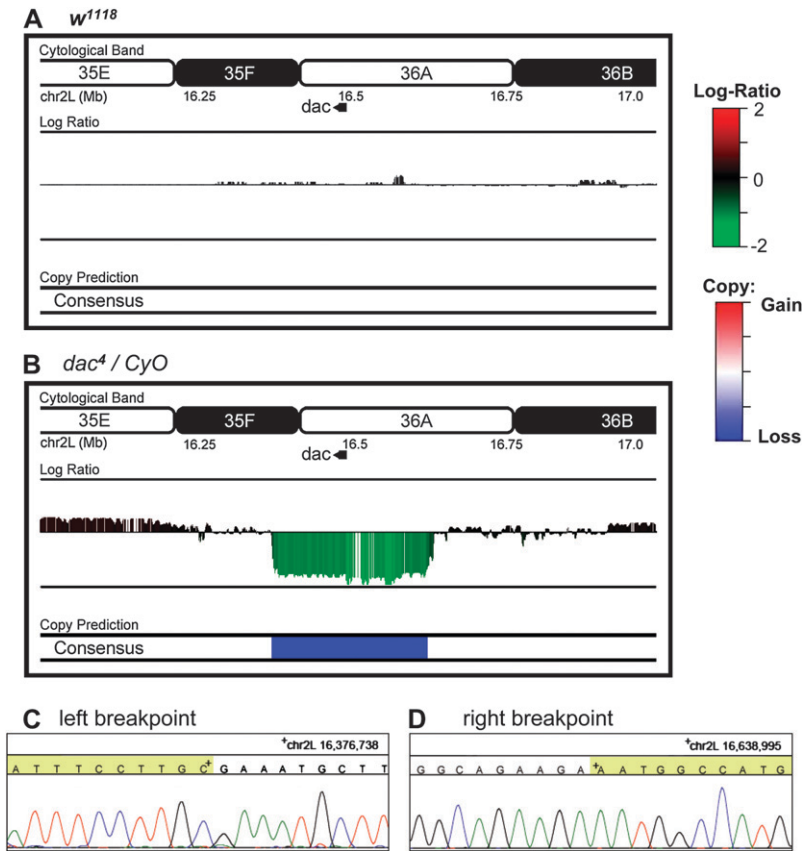 A w1118
Cytological Band
35E 35F 36A 36B
chr2L (Mb) 16.25 16.5 16.75 17.0
dac
Log Ratio
Copy Prediction
Consensus
Log-Ratio
2
0
-2
Copy:
Gain
Loss
B dac4 / CyO
Cytological Band
35E 35F 36A 36B
chr2L (Mb) 16.25 16.5 16.75 17.0
dac
Log Ratio
Copy Prediction
Consensus
C left breakpoint
+chr2L 16,376,738
A T T T C C T T G C+ G A A A T G C T T
D right breakpoint
+chr2L 16,638,995
G G C A G A A G A +A A T G G C C A T G